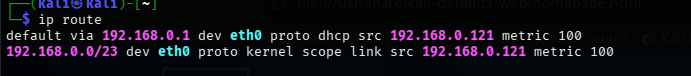 (kali㉿kali)-[~]
$ ip route
default via 192.168.0.1 dev eth0 proto dhcp src 192.168.0.121 metric 100
192.168.0.0/23 dev eth0 proto kernel scope link src 192.168.0.121 metric 100